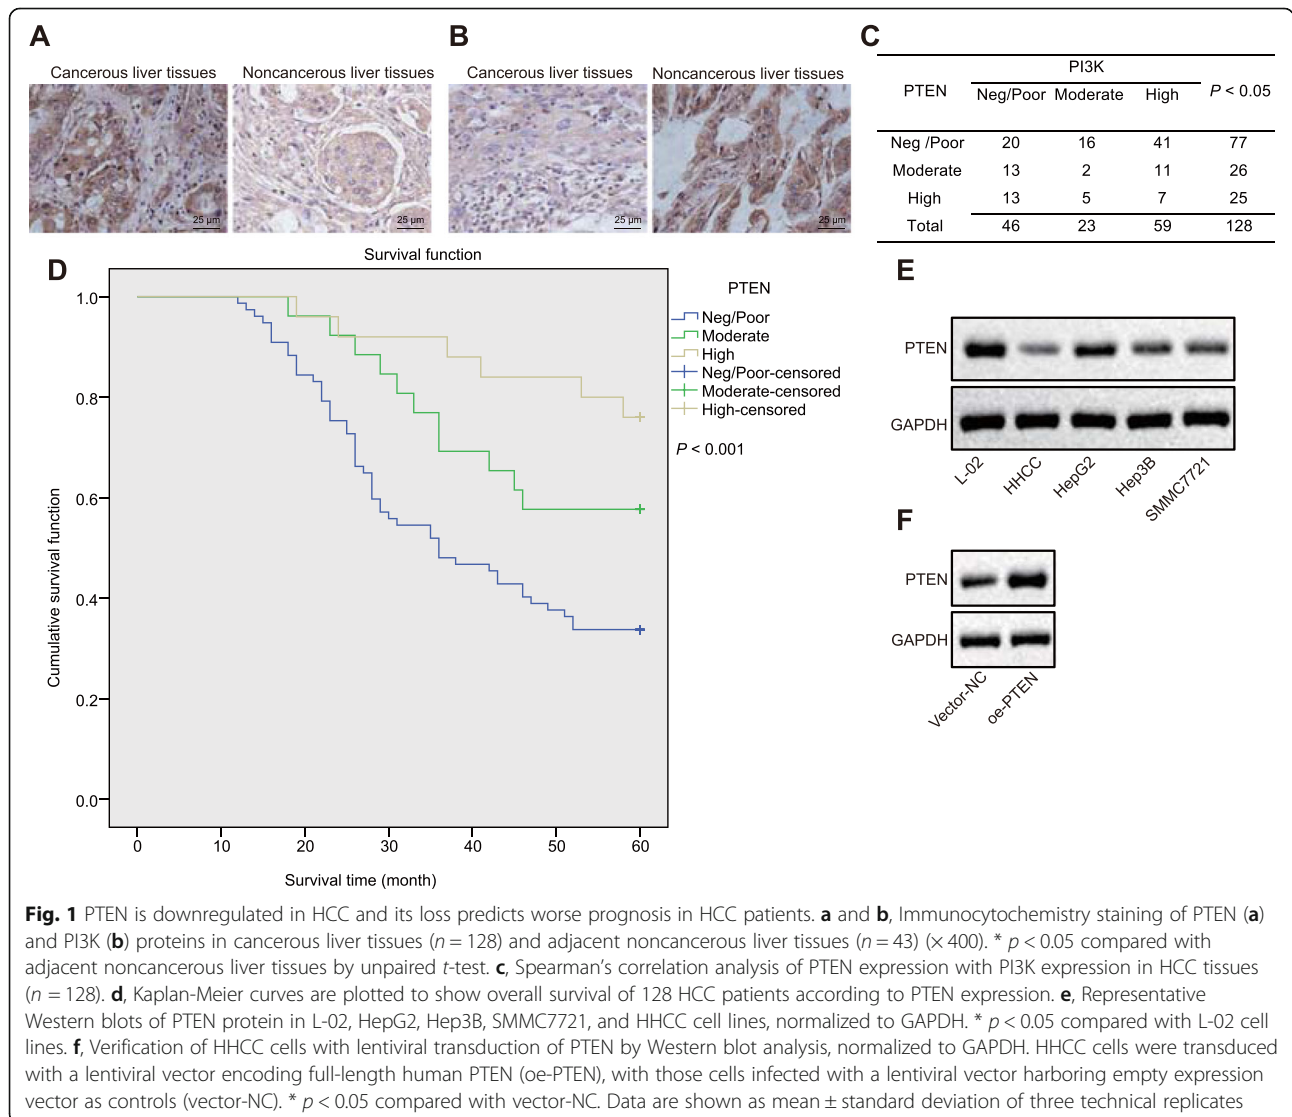 A
B
C
Cancerous liver tissues
Noncancerous liver tissues
Cancerous liver tissues
Noncancerous liver tissues
25 µm
25 µm
25 µm
25 µm
PTEN
PI3K
P < 0.05
Neg/Poor Moderate High
Neg /Poor 20 16 41 77
Moderate 13 2 11 26
High 13 5 7 25
Total 46 23 59 128
D
Survival function
1.0
0.8
0.6
0.4
0.2
0.0
Cumulative survival function
0 10 20 30 40 50 60
Survival time (month)
PTEN
Neg/Poor
Moderate
High
Neg/Poor-censored
Moderate-censored
High-censored
P < 0.001
E
PTEN
GAPDH
L-02
HHCC
HepG2
Hep3B
SMMC7721
F
PTEN
GAPDH
Vector-NC
oe-PTEN
Fig. 1 PTEN is downregulated in HCC and its loss predicts worse prognosis in HCC patients. a and b, Immunocytochemistry staining of PTEN (a)
and PI3K (b) proteins in cancerous liver tissues (n = 128) and adjacent noncancerous liver tissues (n = 43) (× 400). * p < 0.05 compared with
adjacent noncancerous liver tissues by unpaired t-test. c, Spearman's correlation analysis of PTEN expression with PI3K expression in HCC tissues
(n = 128). d, Kaplan-Meier curves are plotted to show overall survival of 128 HCC patients according to PTEN expression. e, Representative
Western blots of PTEN protein in L-02, HepG2, Hep3B, SMMC7721, and HHCC cell lines, normalized to GAPDH. * p < 0.05 compared with L-02 cell
lines. f, Verification of HHCC cells with lentiviral transduction of PTEN by Western blot analysis, normalized to GAPDH. HHCC cells were transduced
with a lentiviral vector encoding full-length human PTEN (oe-PTEN), with those cells infected with a lentiviral vector harboring empty expression
vector as controls (vector-NC). * p < 0.05 compared with vector-NC. Data are shown as mean ± standard deviation of three technical replicates